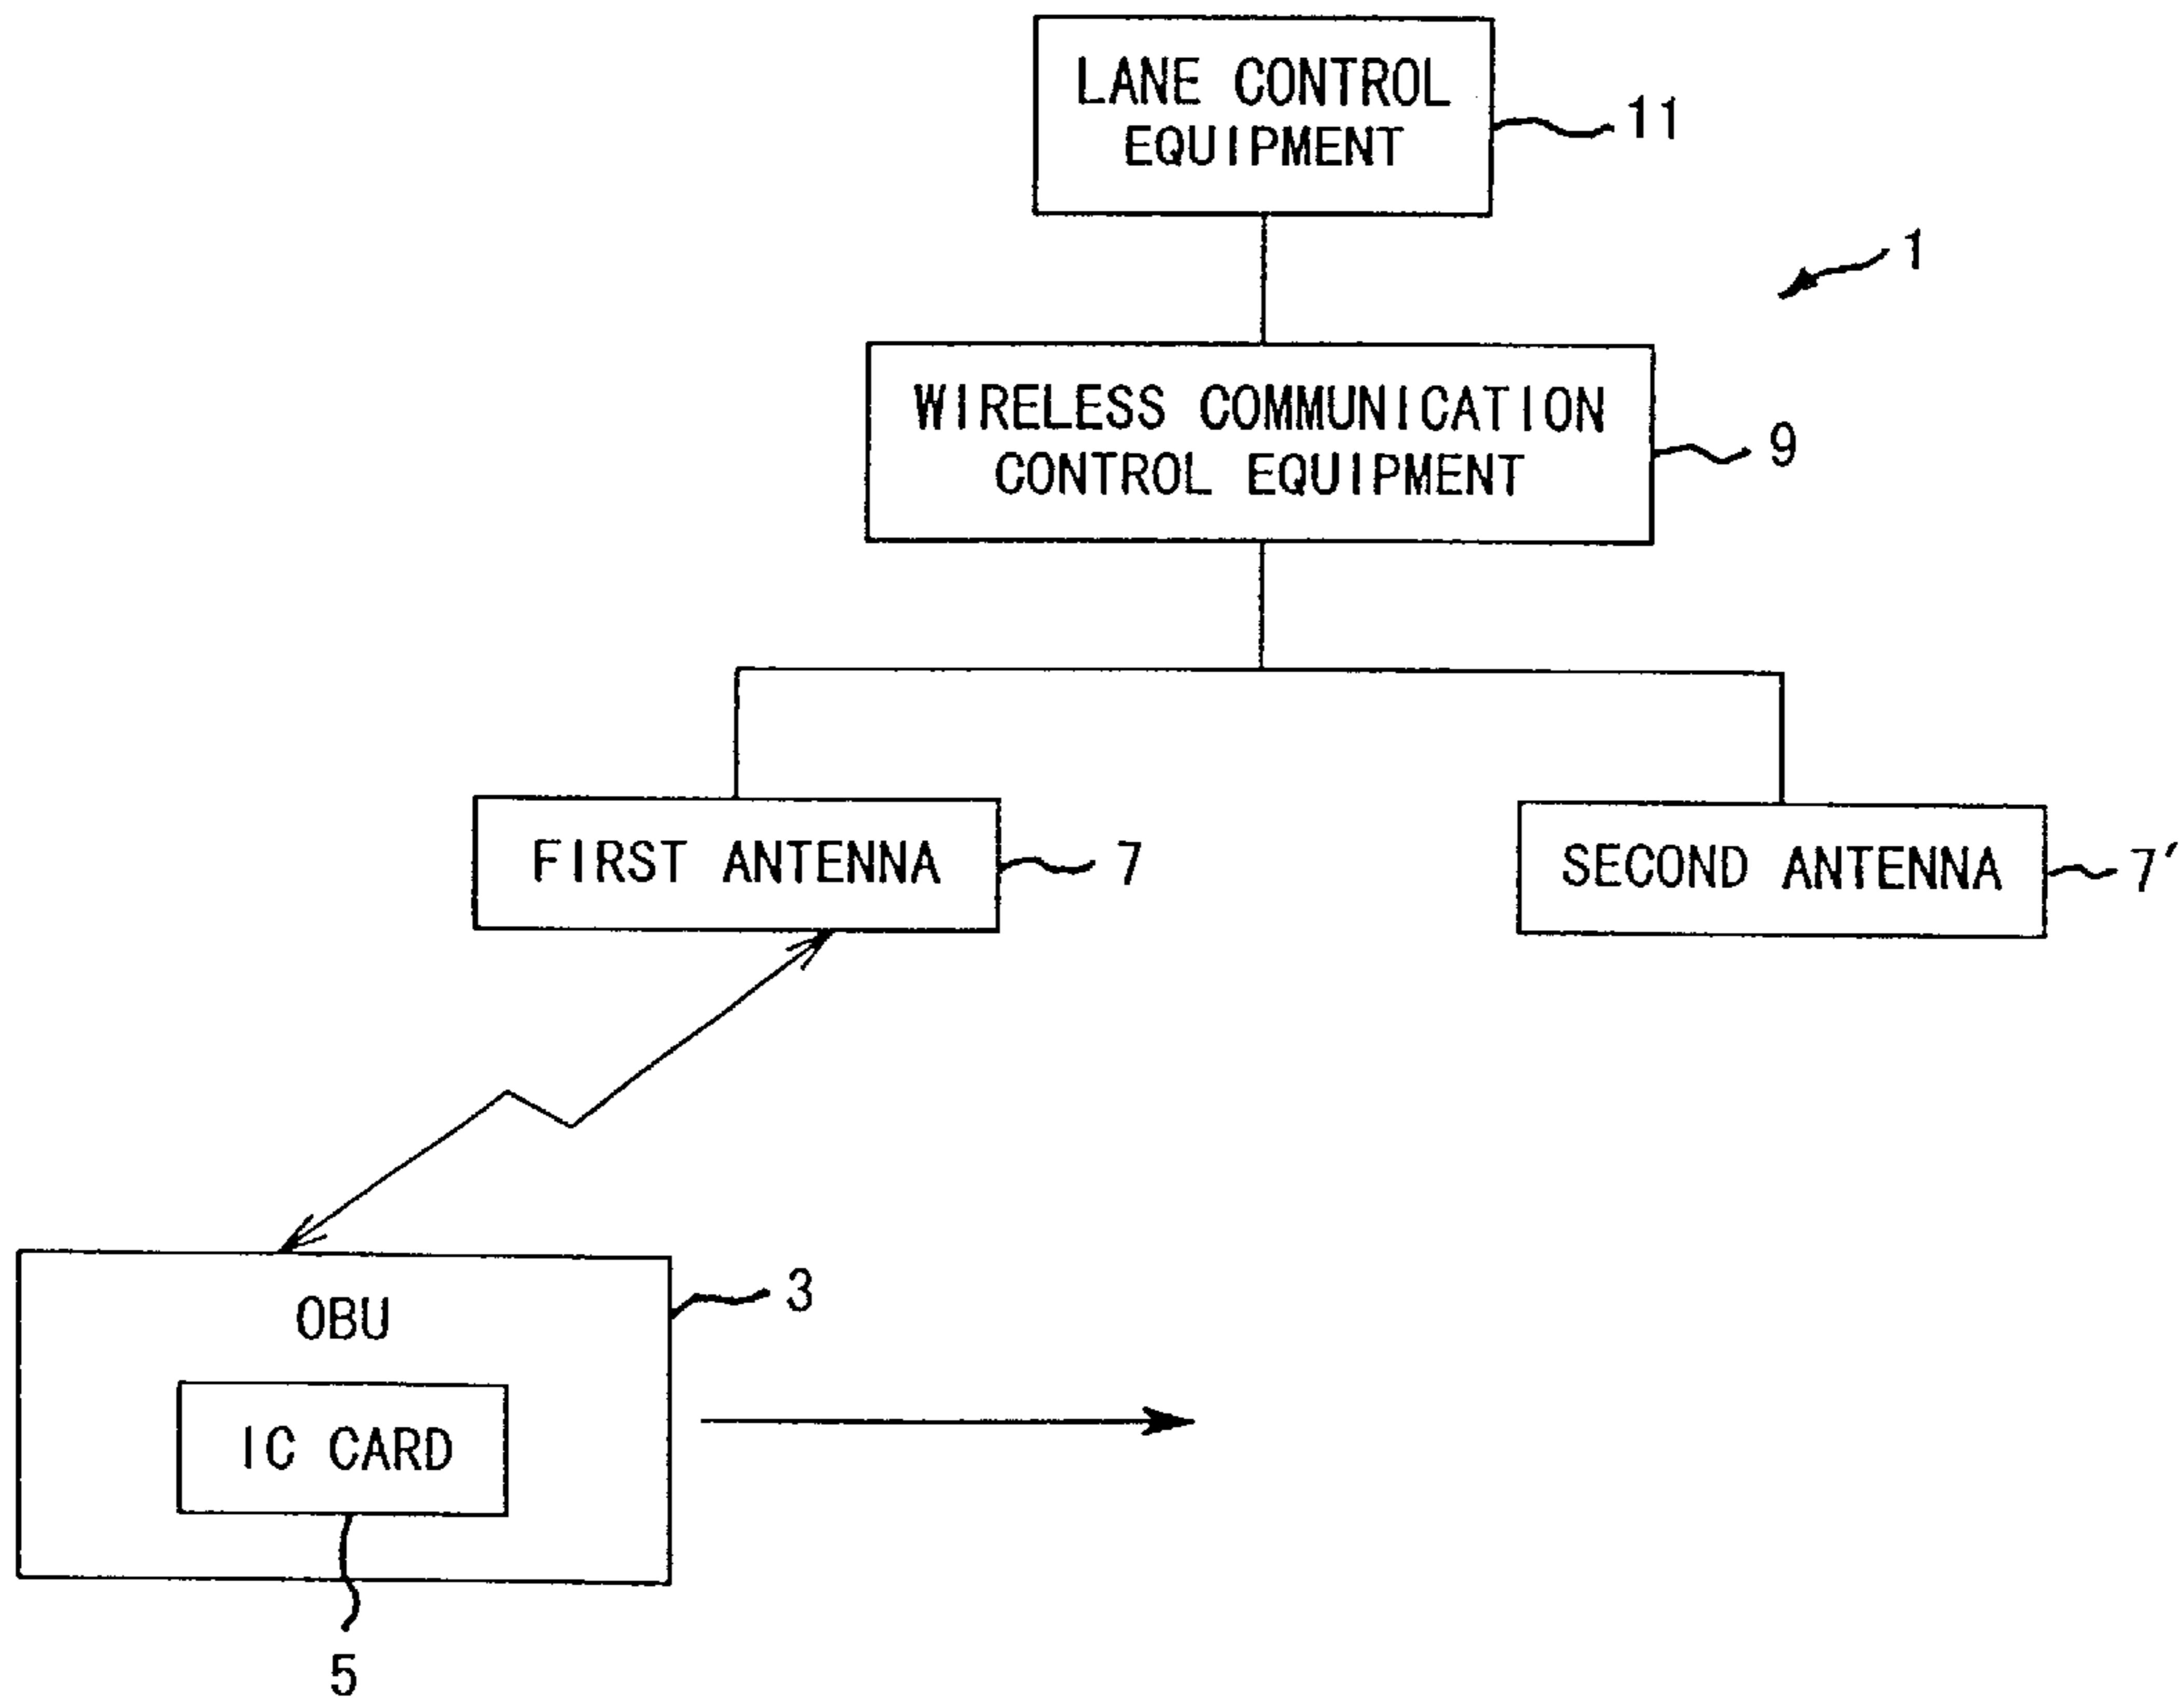 LANE CONTROL
EQUIPMENT
11
1
WIRELESS COMMUNICATION
CONTROL EQUIPMENT
9
FIRST ANTENNA
7
SECOND ANTENNA
7'
OBU
3
IC CARD
5